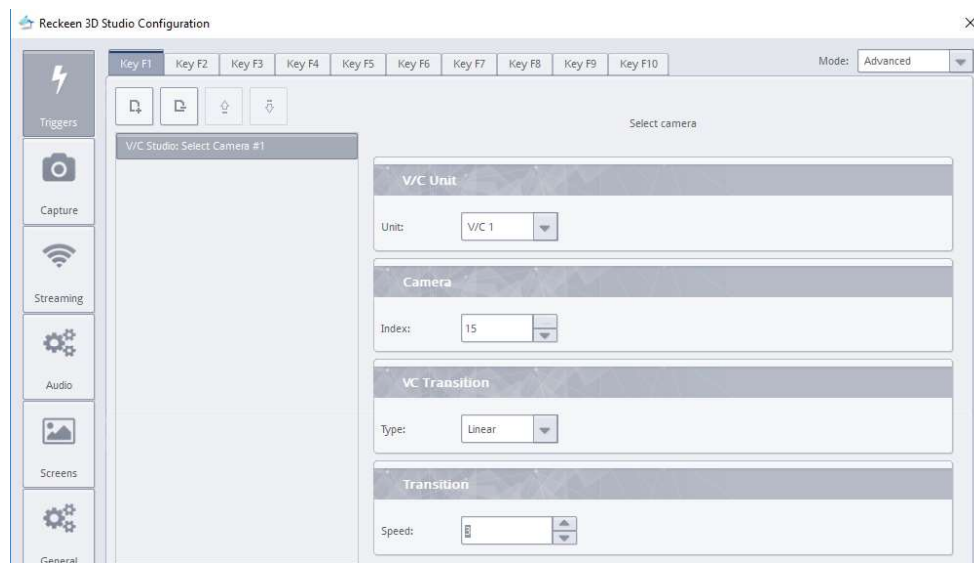 Reckeen 3D Studio Configuration
Key F1 Key F2 Key F3 Key F4 Key F5 Key F6 Key F7 Key F8 Key F9 Key F10
Mode: Advanced
Triggers
Select camera
V/C Studio: Select Camera #1
V/C Unit
Capture
Unit: V/C 1
Camera
Streaming
Index: 15
VC Transition
Audio
Type: Linear
Screens
Transition
Speed:
General